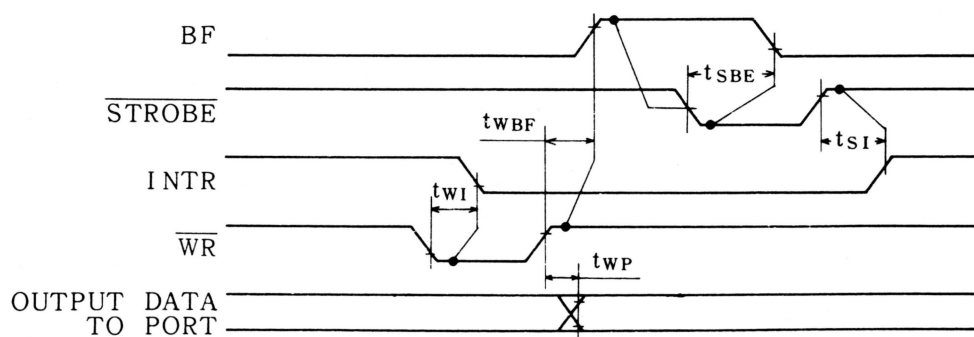 BF
tSBE
STROBE
tWBF
tSI
INTR
tWI
WR
tWP
OUTPUT DATA
TO PORT